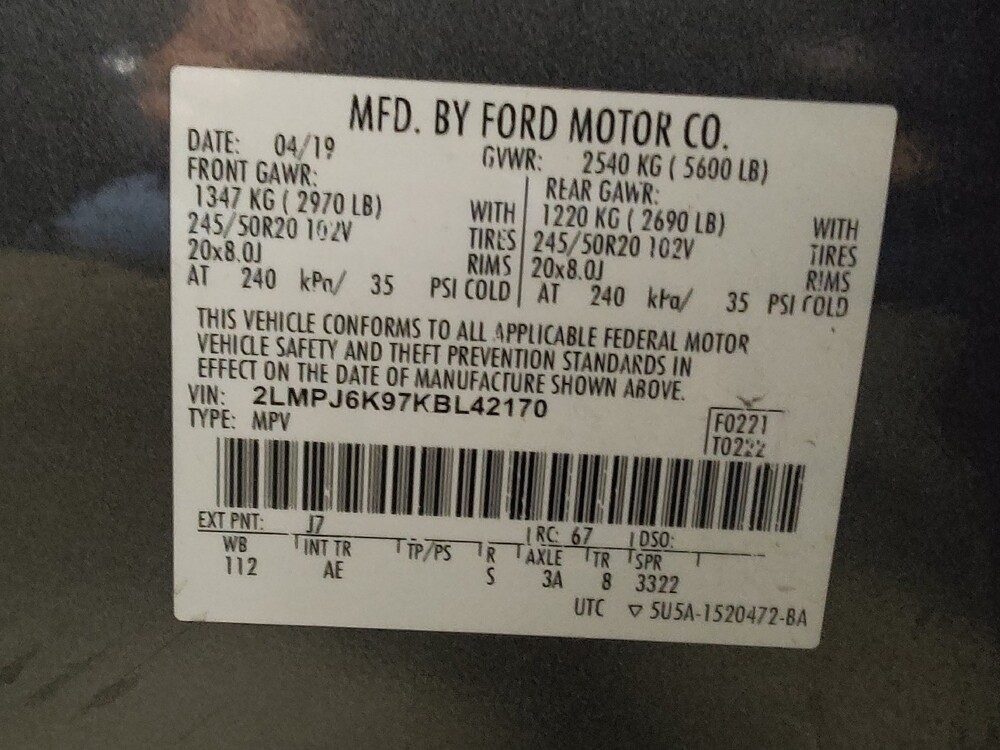 MFD. BY FORD MOTOR CO.
DATE: 04/19 GVWR: 2540 KG ( 5600 LB)
FRONT GAWR: REAR GAWR:
1347 KG ( 2970 LB) WITH 1220 KG ( 2690 LB) WITH
245/50R20 102V TIRES 245/50R20 102V TIRES
20x8.0J RIMS 20x8.0J RIMS
AT 240 kPa/ 35 PSI COLD AT 240 kPa/ 35 PSI COLD
THIS VEHICLE CONFORMS TO ALL APPLICABLE FEDERAL MOTOR
VEHICLE SAFETY AND THEFT PREVENTION STANDARDS IN
EFFECT ON THE DATE OF MANUFACTURE SHOWN ABOVE.
VIN: 2LMPJ6K97KBL42170
TYPE: MPV
F0221
T0222
EXT PNT: J7 RC: 67 DSO:
WB INT TR TP/PS R AXLE TR SPR
112 AE S 3A 8 3322
UTC ▽ 5U5A-1520472-BA